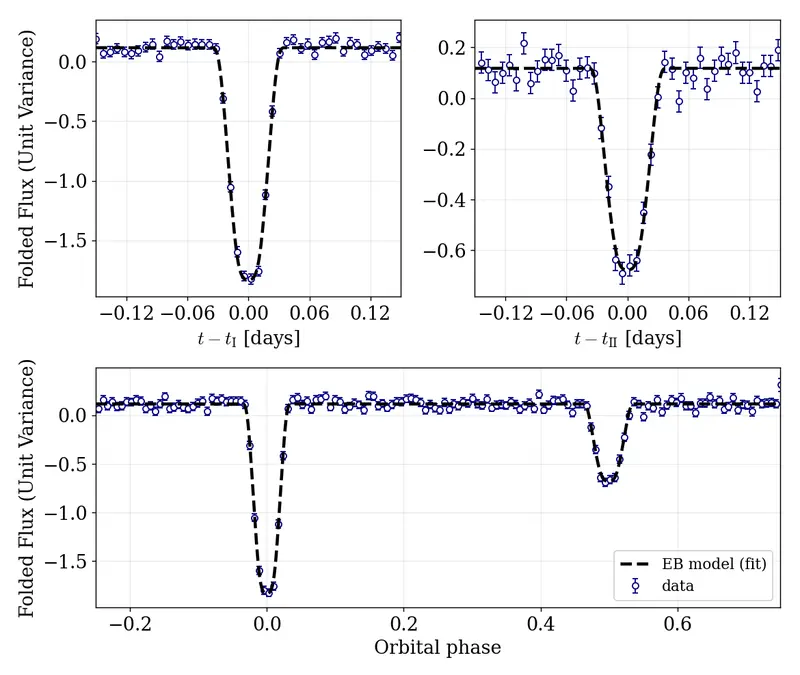 Folded Flux (Unit Variance)
0.0
−0.5
−1.0
−1.5
−0.12 −0.06 0.00 0.06 0.12
t − tI [days]
0.2
0.0
−0.2
−0.4
−0.6
−0.12 −0.06 0.00 0.06 0.12
t − tII [days]
Folded Flux (Unit Variance)
0.0
−0.5
−1.0
−1.5
EB model (fit)
data
−0.2 0.0 0.2 0.4 0.6
Orbital phase